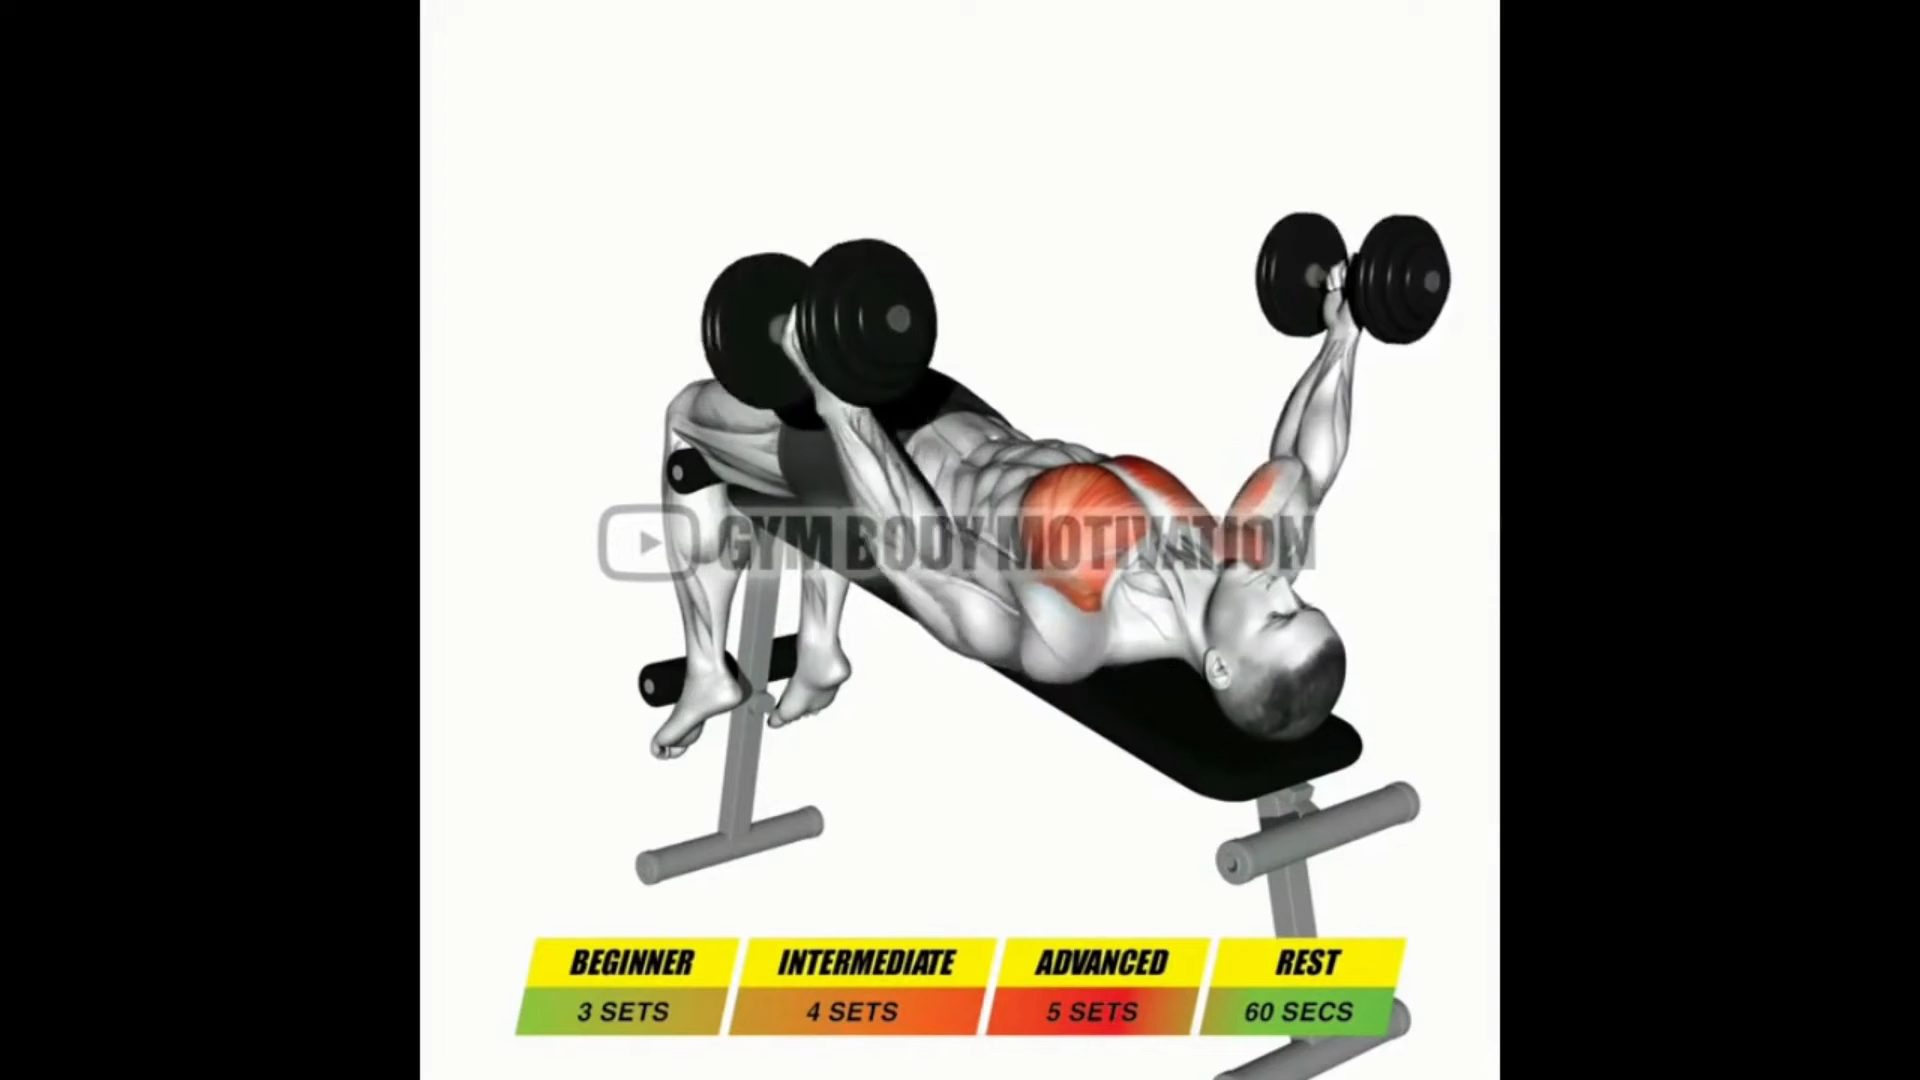 GYM BODY MOTIVATION
BEGINNER INTERMEDIATE ADVANCED REST
3 SETS 4 SETS 5 SETS 60 SECS